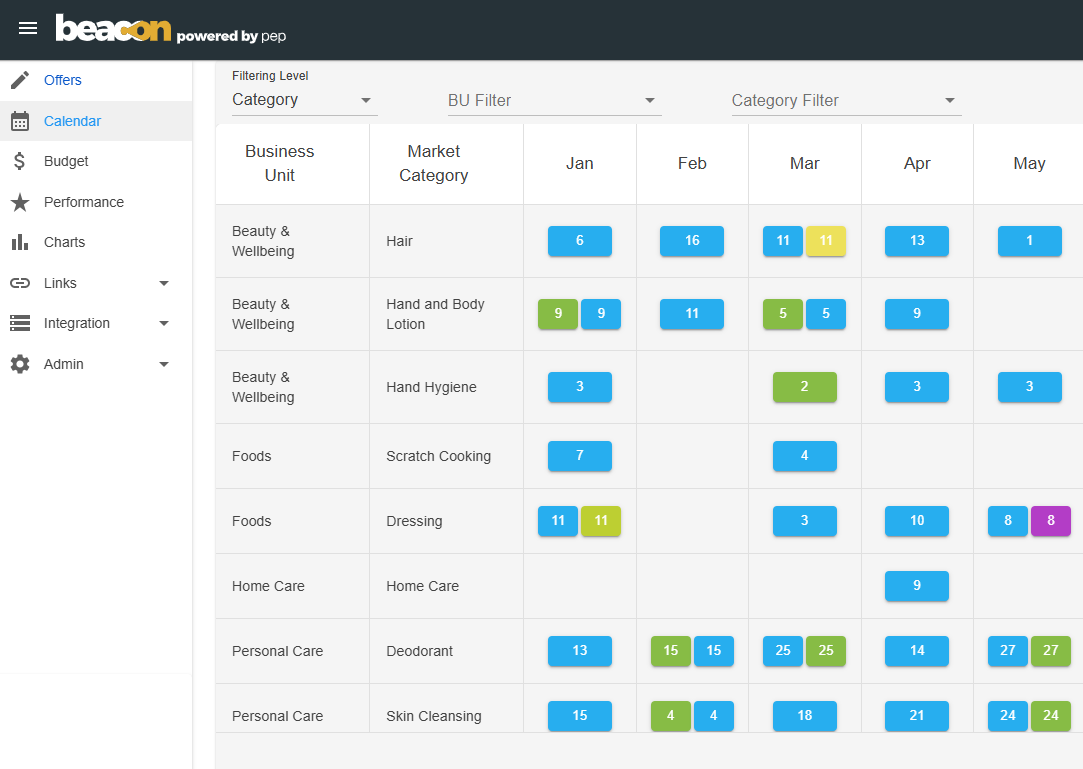 beacon powered by pep
Offers
Calendar
Budget
Performance
Charts
Links
Integration
Admin
Filtering Level
Category
BU Filter
Category Filter
Business
Unit
Market
Category
Jan
Feb
Mar
Apr
May
Beauty &
Wellbeing
Hair
6
16
11 11
13
1
Beauty &
Wellbeing
Hand and Body
Lotion
9 9
11
5 5
9
Beauty &
Wellbeing
Hand Hygiene
3
2
3
3
Foods
Scratch Cooking
7
4
Foods
Dressing
11 11
3
10
8 8
Home Care
Home Care
9
Personal Care
Deodorant
13
15 15
25 25
14
27 27
Personal Care
Skin Cleansing
15
4 4
18
21
24 24